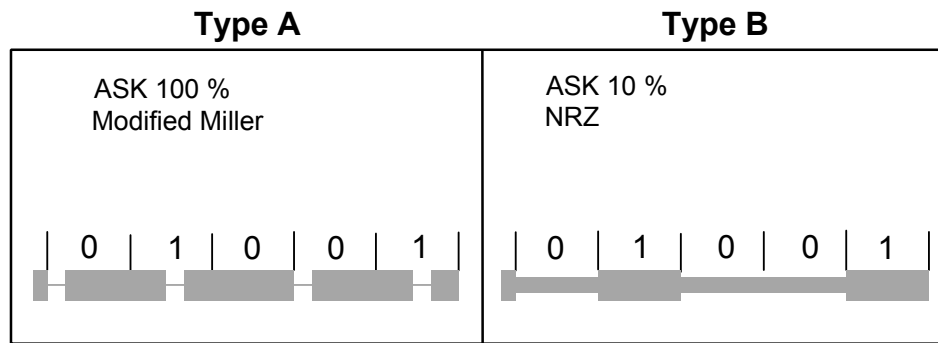 Type A
Type B
ASK 100 %
Modified Miller
ASK 10 %
NRZ
0 1 0 0 1
0 1 0 0 1